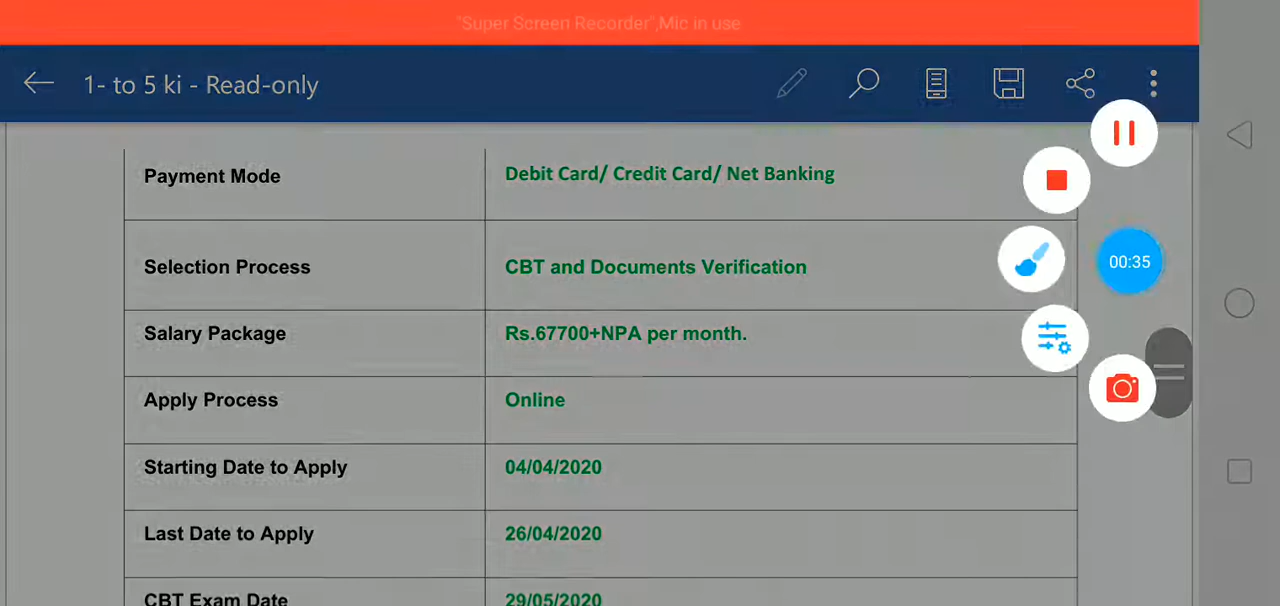 "Super Screen Recorder",Mic in use
1- to 5 ki - Read-only
Payment Mode Debit Card/ Credit Card/ Net Banking
Selection Process CBT and Documents Verification
00:35
Salary Package Rs.67700+NPA per month.
Apply Process Online
Starting Date to Apply 04/04/2020
Last Date to Apply 26/04/2020
CBT Exam Date 29/05/2020